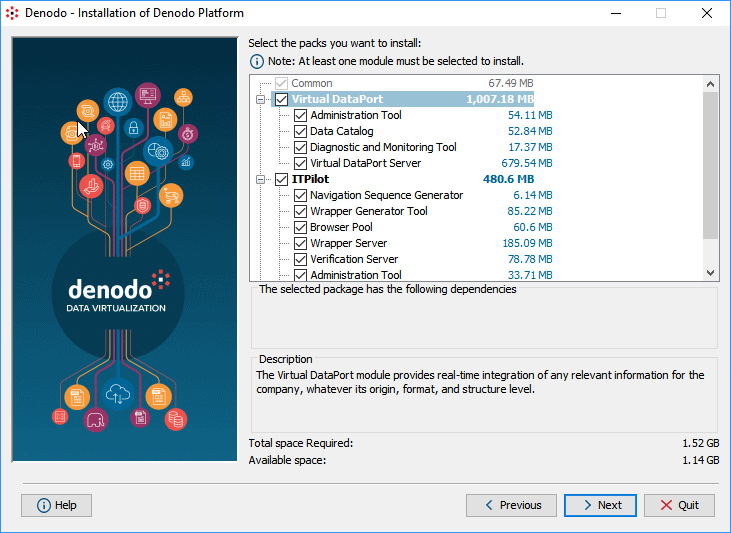 Denodo - Installation of Denodo Platform
Select the packs you want to install:
Note: At least one module must be selected to install.
Common 67.49 MB
Virtual DataPort 1,007.18 MB
Administration Tool 54.11 MB
Data Catalog 52.84 MB
Diagnostic and Monitoring Tool 17.37 MB
Virtual DataPort Server 679.54 MB
ITPilot 480.6 MB
Navigation Sequence Generator 6.14 MB
Wrapper Generator Tool 85.22 MB
Browser Pool 60.6 MB
Wrapper Server 185.09 MB
Verification Server 78.78 MB
Administration Tool 33.71 MB
denodo
DATA VIRTUALIZATION
The selected package has the following dependencies
Description
The Virtual DataPort module provides real-time integration of any relevant information for the
company, whatever its origin, format, and structure level.
Total space Required: 1.52 GB
Available space: 1.14 GB
Help
Previous
Next
Quit